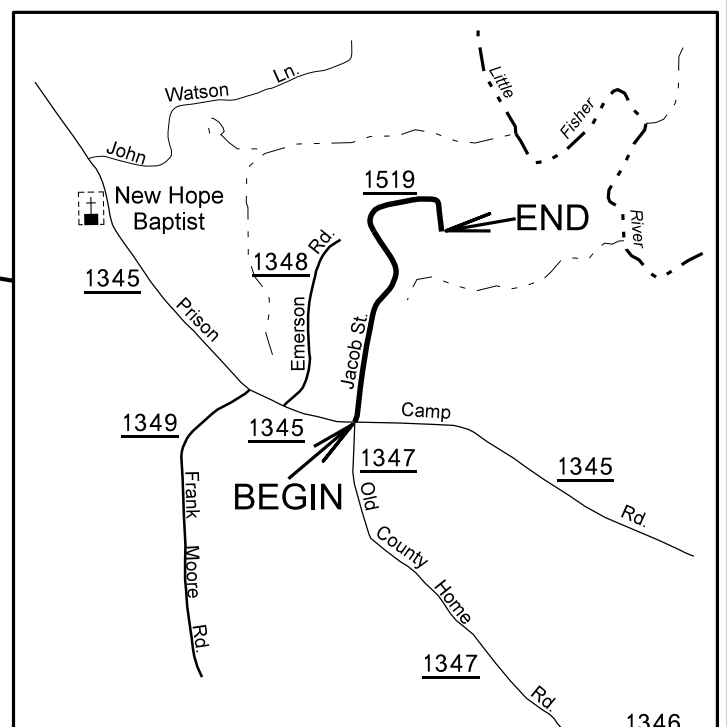 Little
Fisher
River
John Watson Ln.
New Hope
Baptist
1519
END
1348
Emerson Rd.
1345
Prison Camp Rd.
Jacob St.
1349
1345
1347
1345
BEGIN
Frank Moore Rd.
Old County Home Rd.
1347
1346